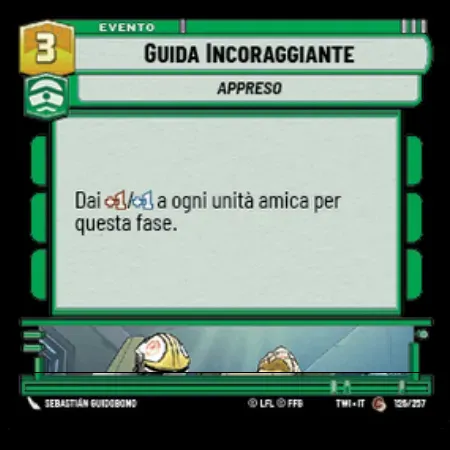 EVENTO
3
GUIDA INCORAGGIANTE
APPRESO
Dai +1/+1 a ogni unità amica per
questa fase.
SEBASTIÁN GUIDOBONO
© LFL © FFG
TWI • IT
126/257